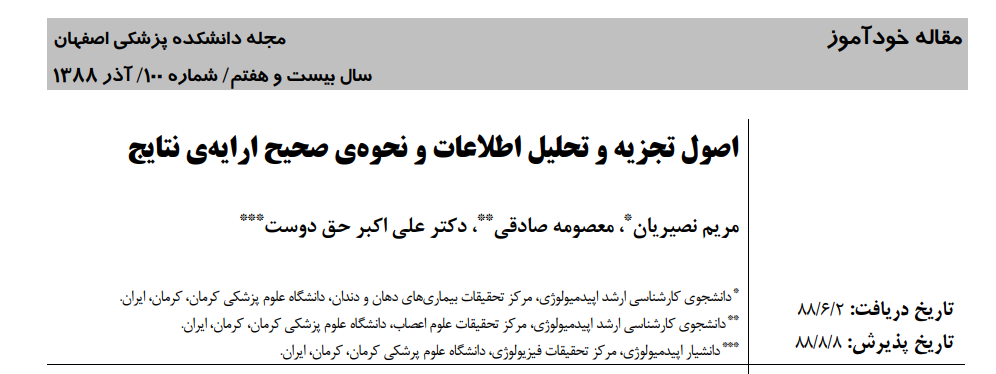 مقاله خودآموز
مجله دانشکده پزشکی اصفهان
سال بیست و هفتم/ شماره ۱۰۰/ آذر ۱۳۸۸
اصول تجزیه و تحلیل اطلاعات و نحوه‌ی صحیح ارایه‌ی نتایج
مریم نصیریان*، معصومه صادقی**، دکتر علی اکبر حق دوست***
* دانشجوی کارشناسی ارشد اپیدمیولوژی، مرکز تحقیقات بیماری‌های دهان و دندان، دانشگاه علوم پزشکی کرمان، کرمان، ایران.
** دانشجوی کارشناسی ارشد اپیدمیولوژی، مرکز تحقیقات علوم اعصاب، دانشگاه علوم پزشکی کرمان، کرمان، ایران.
*** دانشیار اپیدمیولوژی، مرکز تحقیقات فیزیولوژی، دانشگاه علوم پرشکی کرمان، کرمان، ایران.
تاریخ دریافت: ۸۸/۶/۲
تاریخ پذیرش: ۸۸/۸/۸